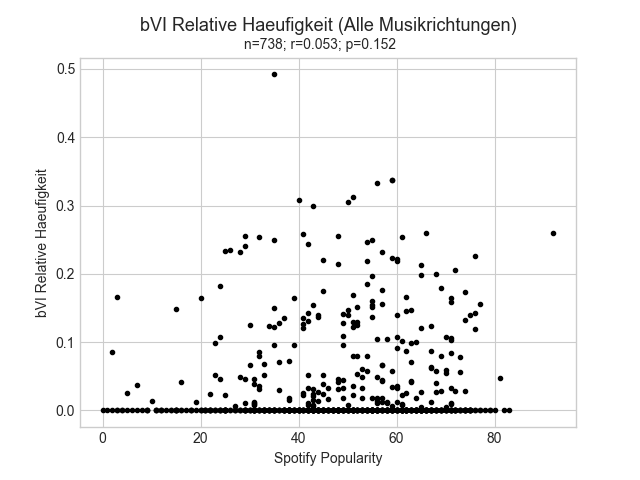 bVI Relative Haeufigkeit (Alle Musikrichtungen)
n=738; r=0.053; p=0.152
0.5
0.4
0.3
0.2
0.1
0.0
bVI Relative Haeufigkeit
0
20
40
60
80
Spotify Popularity